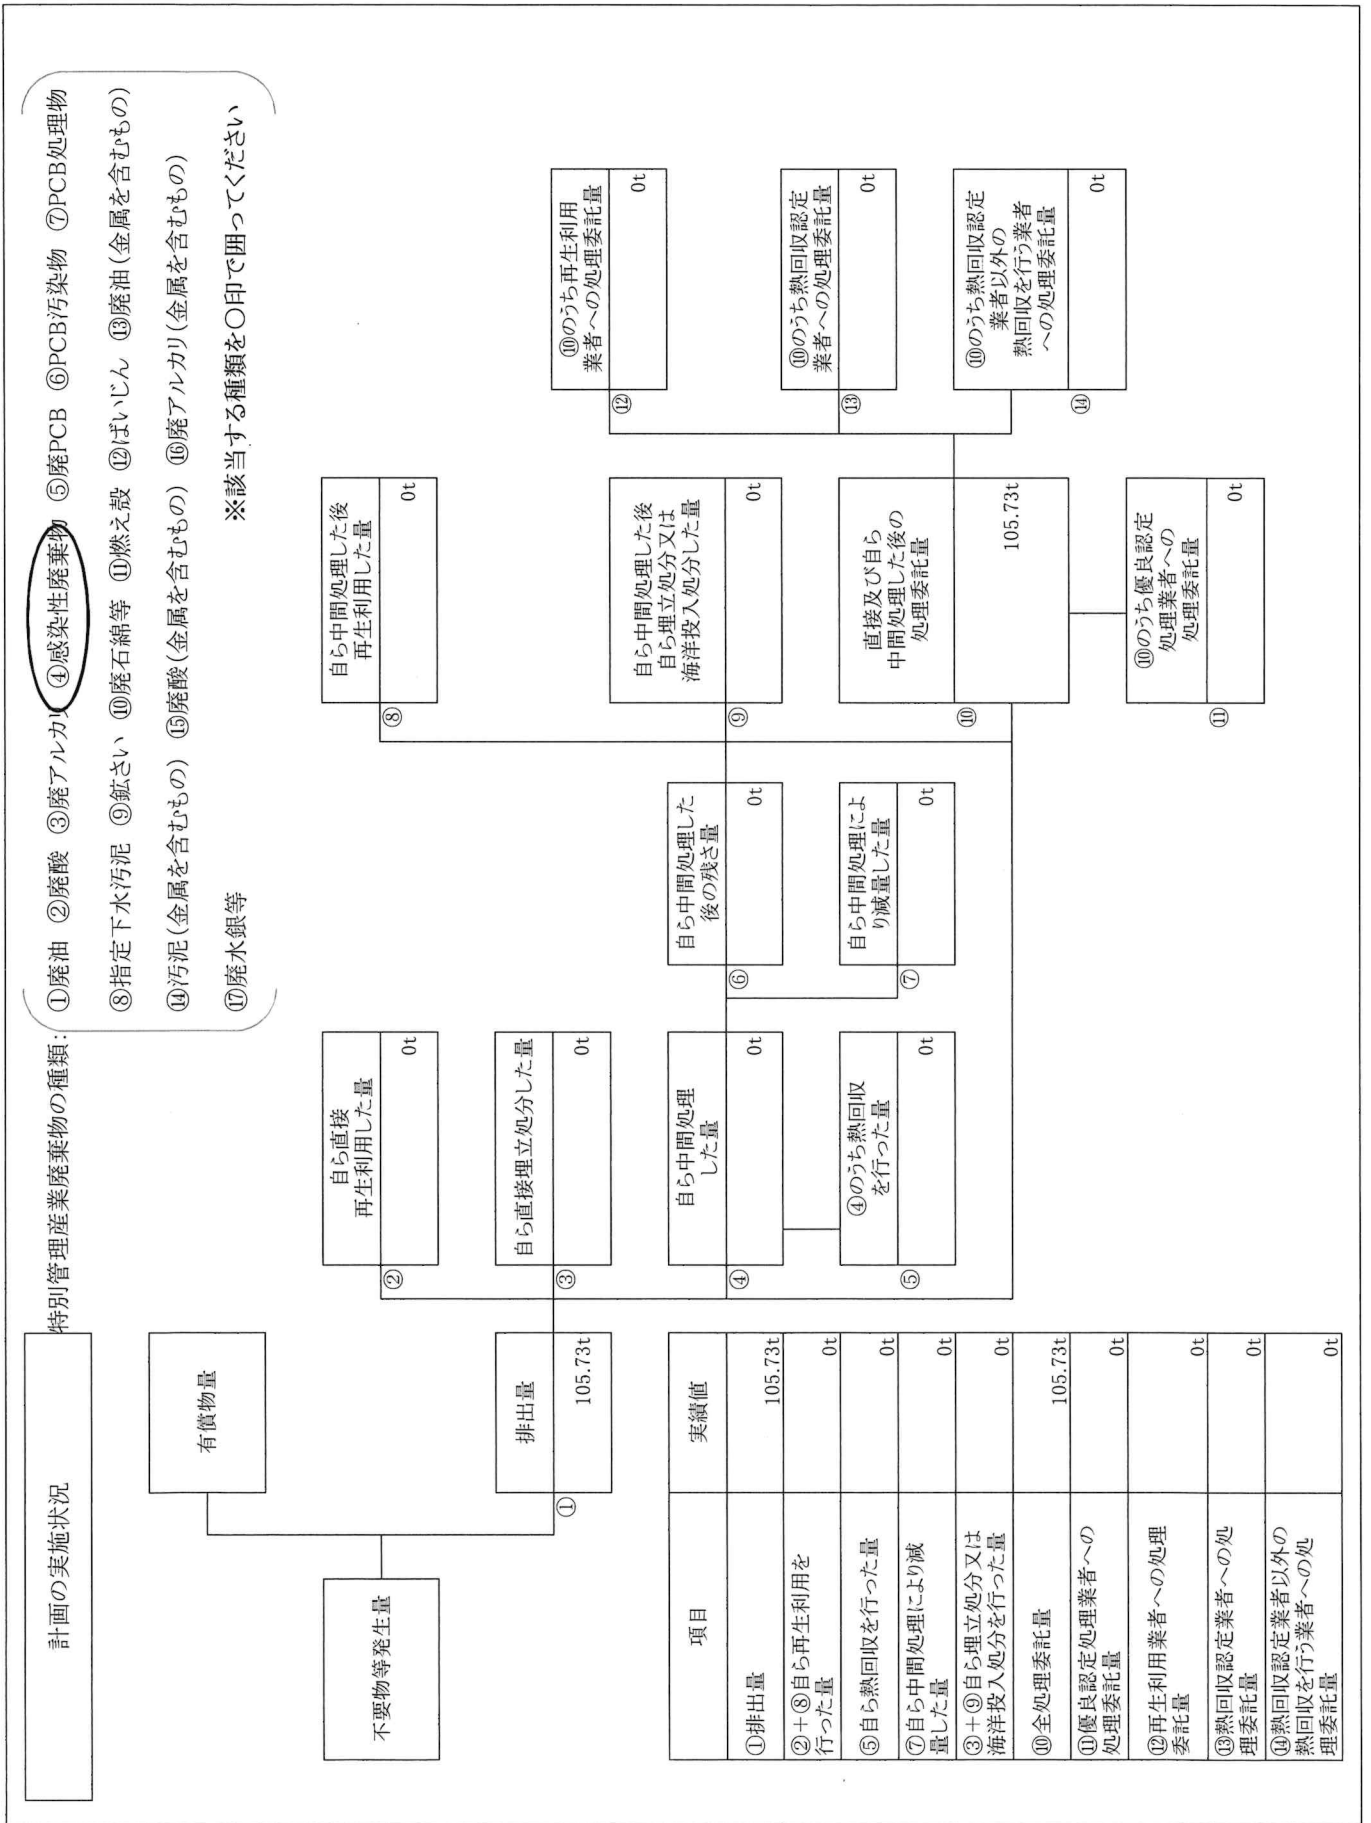 計画の実施状況
特別管理産業廃棄物の種類:
①廃油 ②廃酸 ③廃アルカリ ④感染性廃棄物 ⑤廃PCB ⑥PCB汚染物 ⑦PCB処理物
⑧指定下水汚泥 ⑨鉱さい ⑩廃石綿等 ⑪燃え殻 ⑫ばいじん ⑬廃油(金属を含むもの)
⑭汚泥(金属を含むもの) ⑮廃酸(金属を含むもの) ⑯廃アルカリ(金属を含むもの)
⑰廃水銀等
※該当する種類を〇印で囲ってください
不要物等発生量
有償物量
①
排出量
105.73t
②
自ら直接
再生利用した量
0t
③
自ら直接埋立処分した量
0t
④
自ら中間処理
した量
0t
⑤
④のうち熱回収
を行った量
0t
⑥
自ら中間処理した
後の残さ量
0t
⑦
自ら中間処理によ
り減量した量
0t
⑧
自ら中間処理した後
再生利用した量
0t
⑨
自ら中間処理した後
自ら埋立処分又は
海洋投入処分した量
0t
⑩
直接及び自ら
中間処理した後の
処理委託量
105.73t
⑪
⑩のうち優良認定
処理業者への
処理委託量
0t
⑫
⑩のうち再生利用
業者への処理委託量
0t
⑬
⑩のうち熱回収認定
業者への処理委託量
0t
⑭
⑩のうち熱回収認定
業者以外の
熱回収を行う業者
への処理委託量
0t
項目
実績値
①排出量
105.73t
②+⑧自ら再生利用を
行った量
0t
⑤自ら熱回収を行った量
0t
⑦自ら中間処理により減
量した量
0t
③+⑨自ら埋立処分又は
海洋投入処分を行った量
0t
⑩全処理委託量
105.73t
⑪優良認定処理業者への
処理委託量
0t
⑫再生利用業者への処理
委託量
0t
⑬熱回収認定業者への処
理委託量
0t
⑭熱回収認定業者以外の
熱回収を行う業者への処
理委託量
0t